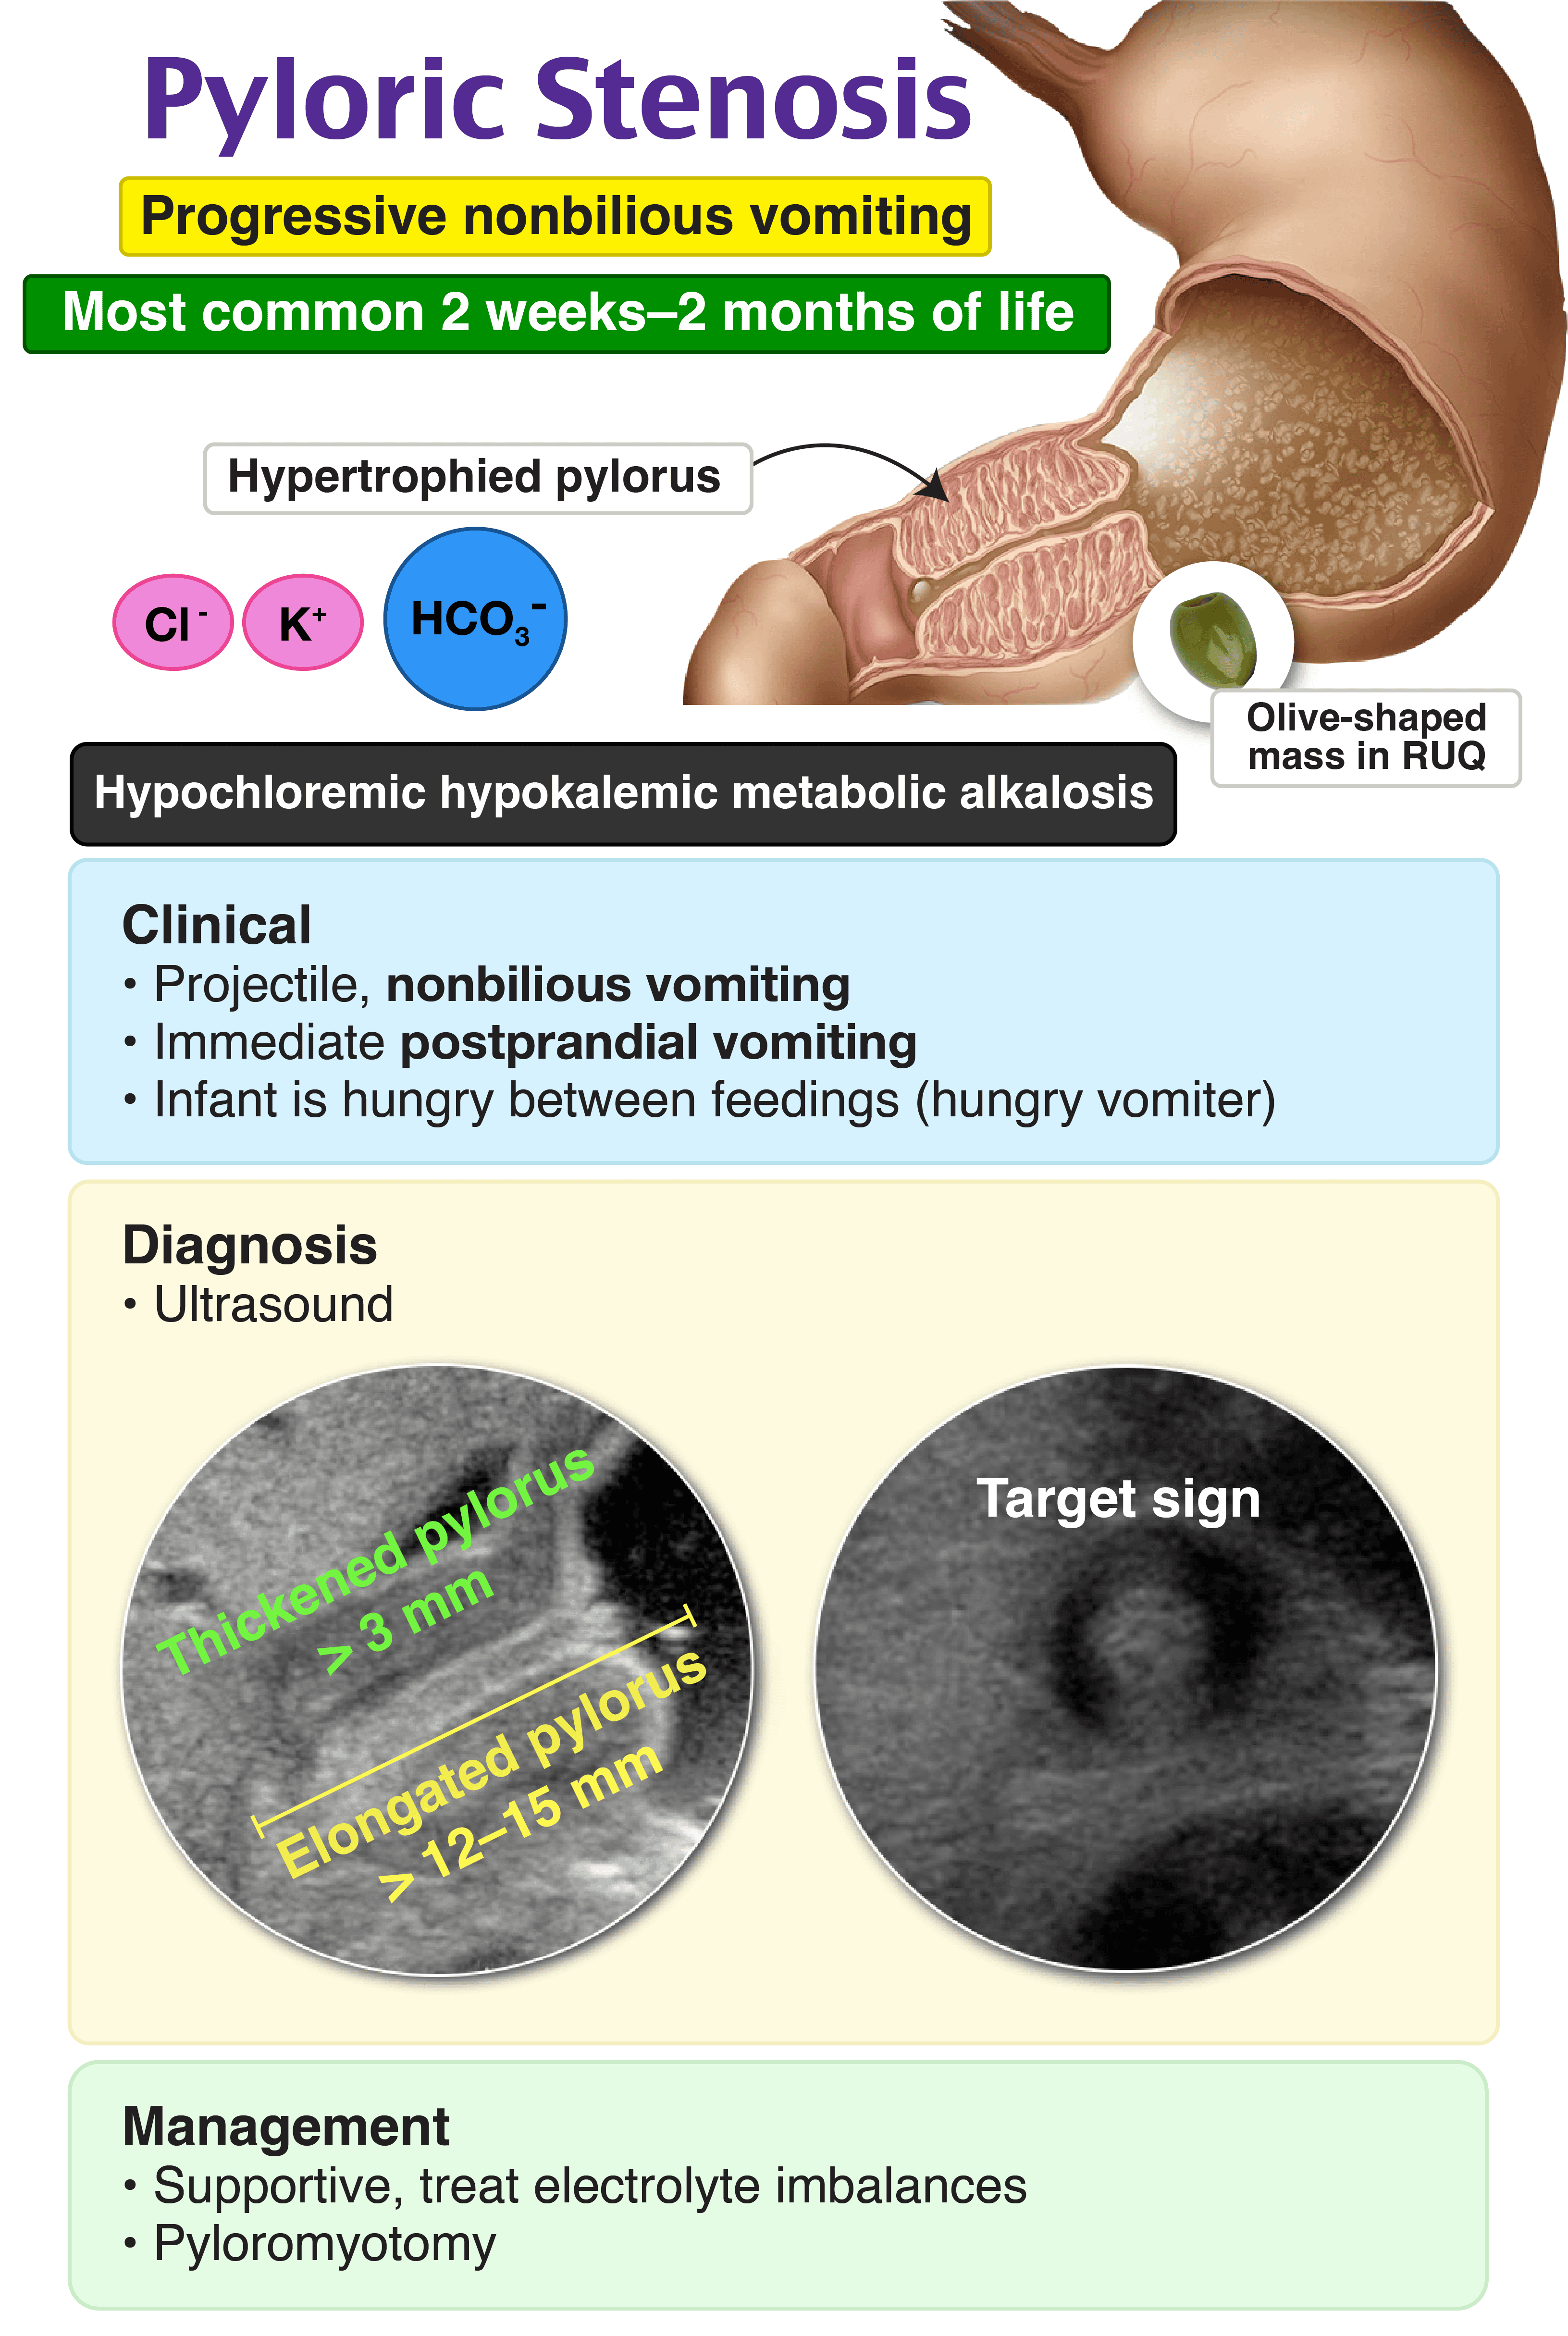 Pyloric Stenosis
Progressive nonbilious vomiting
Most common 2 weeks–2 months of life
Hypertrophied pylorus
Cl⁻ K⁺ HCO₃⁻
Olive-shaped
mass in RUQ
Hypochloremic hypokalemic metabolic alkalosis
Clinical
• Projectile, nonbilious vomiting
• Immediate postprandial vomiting
• Infant is hungry between feedings (hungry vomiter)
Diagnosis
• Ultrasound
Thickened pylorus
> 3 mm
Elongated pylorus
> 12–15 mm
Target sign
Management
• Supportive, treat electrolyte imbalances
• Pyloromyotomy